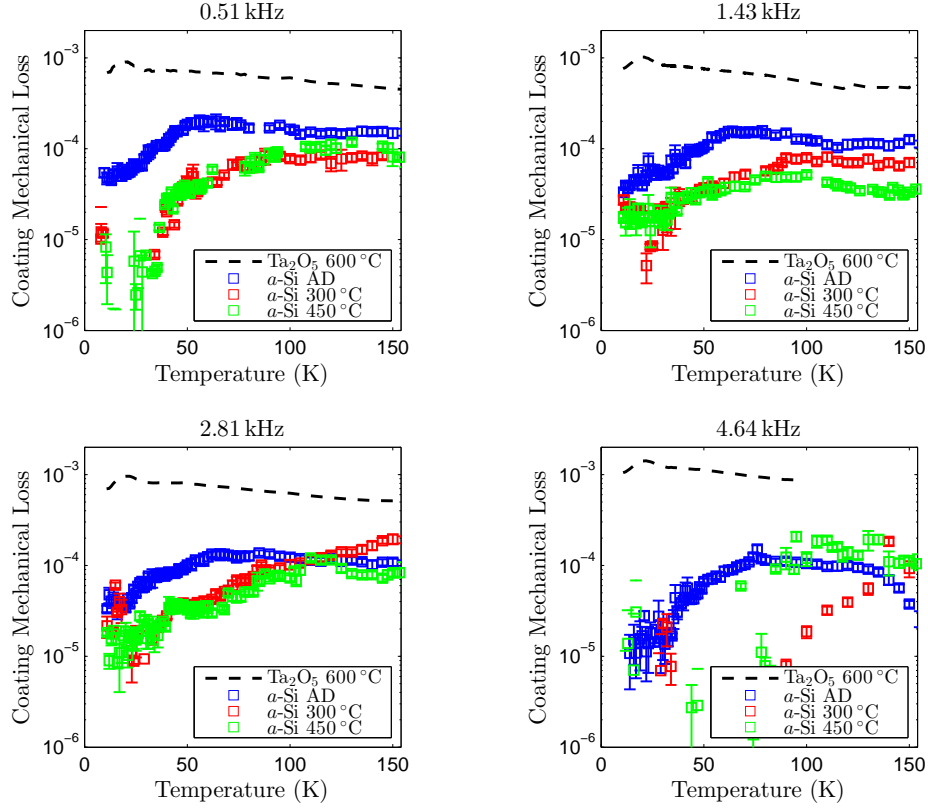 0.51 kHz
Coating Mechanical Loss
10⁻³
10⁻⁴
10⁻⁵
10⁻⁶
Ta₂O₅ 600 °C
a-Si AD
a-Si 300 °C
a-Si 450 °C
0 50 100 150
Temperature (K)
1.43 kHz
Coating Mechanical Loss
10⁻³
10⁻⁴
10⁻⁵
10⁻⁶
Ta₂O₅ 600 °C
a-Si AD
a-Si 300 °C
a-Si 450 °C
0 50 100 150
Temperature (K)
2.81 kHz
Coating Mechanical Loss
10⁻³
10⁻⁴
10⁻⁵
10⁻⁶
Ta₂O₅ 600 °C
a-Si AD
a-Si 300 °C
a-Si 450 °C
0 50 100 150
Temperature (K)
4.64 kHz
Coating Mechanical Loss
10⁻³
10⁻⁴
10⁻⁵
10⁻�6
Ta₂O₅ 600 °C
a-Si AD
a-Si 300 °C
a-Si 450 °C
0 50 100 150
Temperature (K)